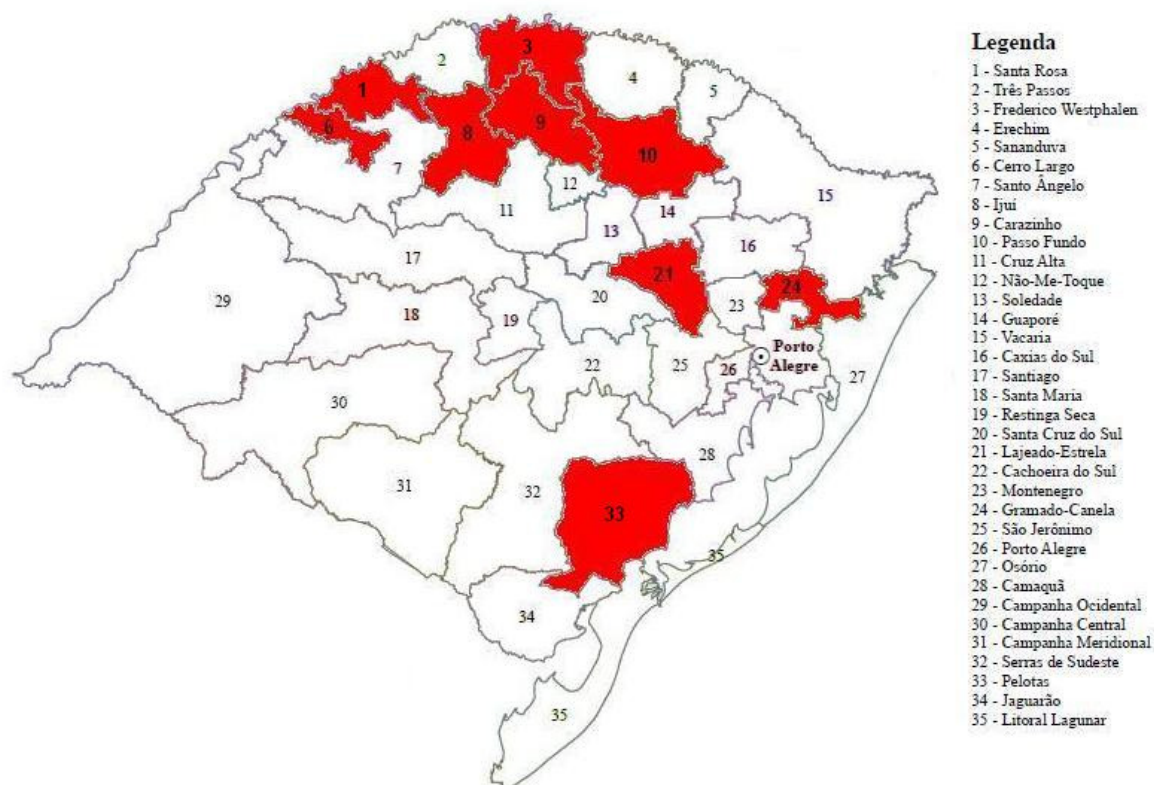 3
2
4
1
5
9
6
8
10
7
12
15
11
14
13
16
17
21
24
29
20
23
18
19
Porto
Alegre
22
25
26
27
30
28
31
32
33
35
34
35
Legenda
1 - Santa Rosa
2 - Três Passos
3 - Frederico Westphalen
4 - Erechim
5 - Sananduva
6 - Cerro Largo
7 - Santo Ângelo
8 - Ijuí
9 - Carazinho
10 - Passo Fundo
11 - Cruz Alta
12 - Não-Me-Toque
13 - Soledade
14 - Guaporé
15 - Vacaria
16 - Caxias do Sul
17 - Santiago
18 - Santa Maria
19 - Restinga Seca
20 - Santa Cruz do Sul
21 - Lajeado-Estrela
22 - Cachoeira do Sul
23 - Montenegro
24 - Gramado-Canela
25 - São Jerônimo
26 - Porto Alegre
27 - Osório
28 - Camaquã
29 - Campanha Ocidental
30 - Campanha Central
31 - Campanha Meridional
32 - Serras de Sudeste
33 - Pelotas
34 - Jaguarão
35 - Litoral Lagunar